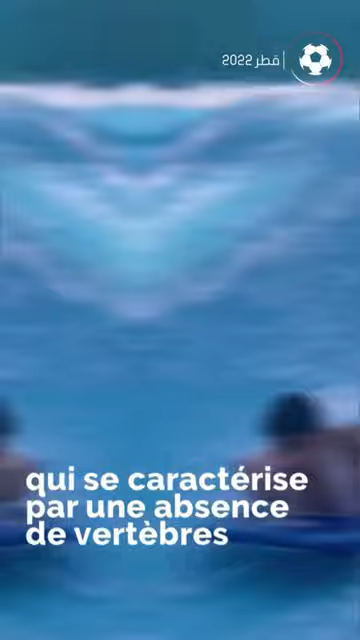 قطر 2022
qui se caractérise
par une absence
de vertèbres